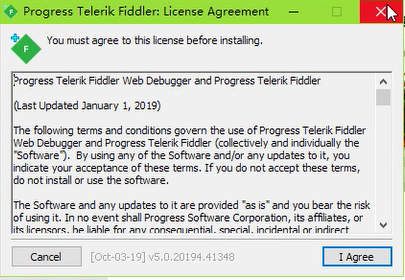 Progress Telerik Fiddler: License Agreement
You must agree to this license before installing.
Progress Telerik Fiddler Web Debugger and Progress Telerik Fiddler
(Last Updated January 1, 2019)
The following terms and conditions govern the use of Progress Telerik Fiddler
Web Debugger and Progress Telerik Fiddler (collectively and individually the
"Software"). By using any of the Software and/or any updates to it, you
indicate your acceptance of these terms. If you do not accept these terms,
do not install or use the software.
The Software and any updates to it are provided "as is" and you bear the risk
of using it. In no event shall Progress Software Corporation, its affiliates, or
its licensors, be liable for any consequential, special, incidental or indirect
Cancel [Oct-03-19] v5.0.20194.41348 I Agree